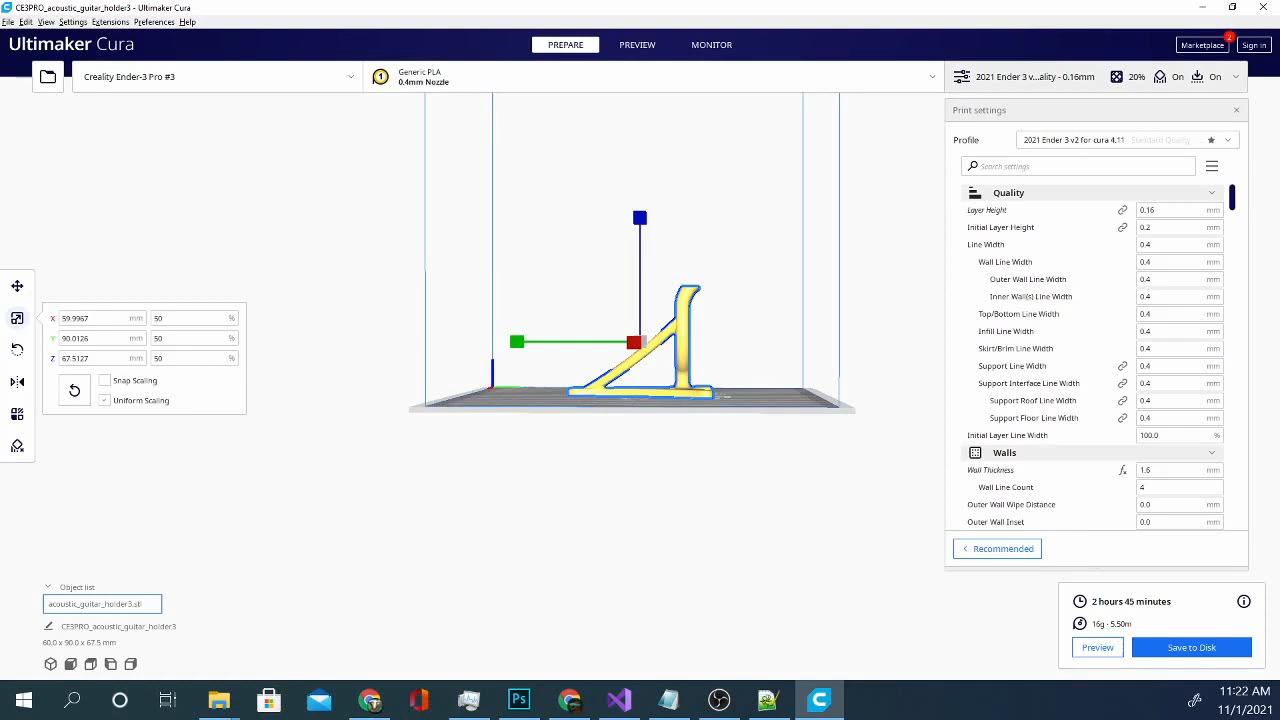 CE3PRO_acoustic_guitar_holder3 - Ultimaker Cura
File Edit View Settings Extensions Preferences Help
Ultimaker Cura
PREPARE
PREVIEW
MONITOR
Marketplace
2
Sign in
Creality Ender-3 Pro #3
1
Generic PLA
0.4mm Nozzle
2021 Ender 3 v...ality - 0.16mm
20%
On
On
Print settings
Profile
2021 Ender 3 v2 for cura 4.11 Standard Quality
Search settings
Quality
Layer Height 0.16 mm
Initial Layer Height 0.2 mm
Line Width 0.4 mm
Wall Line Width 0.4 mm
Outer Wall Line Width 0.4 mm
Inner Wall(s) Line Width 0.4 mm
Top/Bottom Line Width 0.4 mm
Infill Line Width 0.4 mm
Skirt/Brim Line Width 0.4 mm
Support Line Width 0.4 mm
Support Interface Line Width 0.4 mm
Support Roof Line Width 0.4 mm
Support Floor Line Width 0.4 mm
Initial Layer Line Width 100.0 %
Walls
Wall Thickness fx 1.6 mm
Wall Line Count 4
Outer Wall Wipe Distance 0.0 mm
Outer Wall Inset 0.0 mm
Recommended
X 59.9967 mm 50 %
Y 90.0126 mm 50 %
Z 67.5127 mm 50 %
Snap Scaling
Uniform Scaling
Object list
acoustic_guitar_holder3.stl
CE3PRO_acoustic_guitar_holder3
60.0 x 90.0 x 67.5 mm
2 hours 45 minutes
16g · 5.50m
Preview
Save to Disk
Ps
11:22 AM
11/1/2021